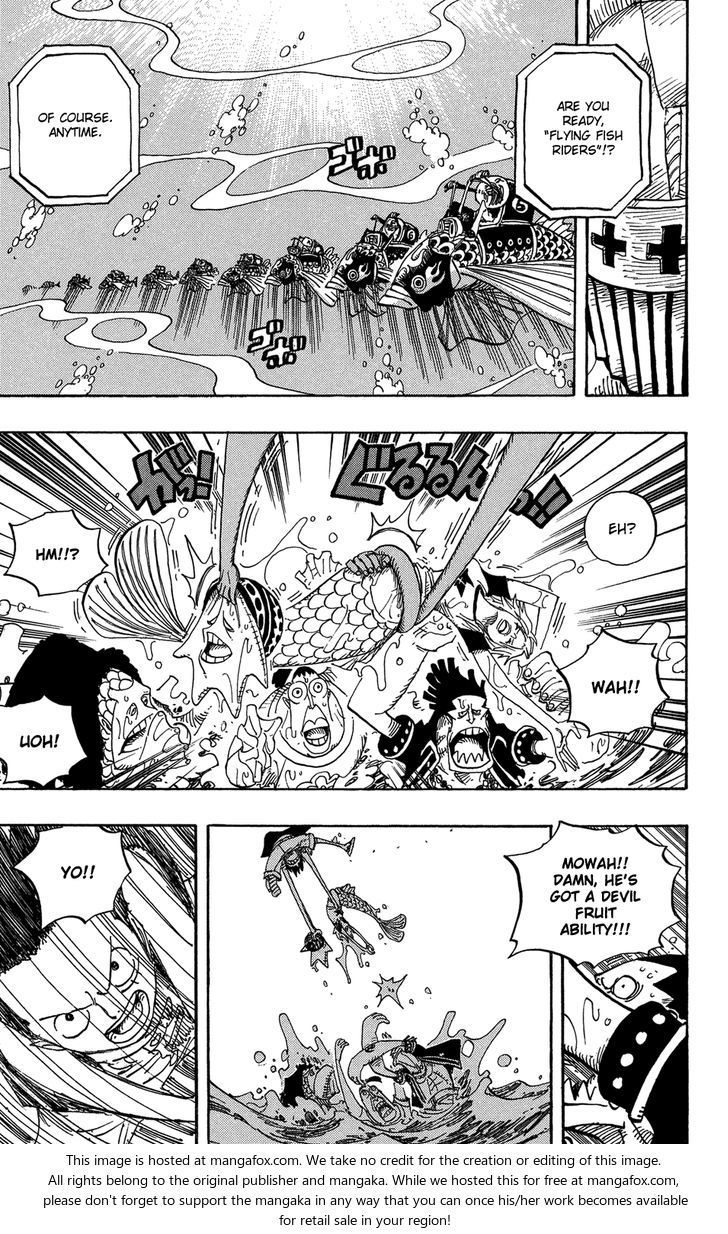 ARE YOU
READY,
"FLYING FISH
RIDERS"!?
OF COURSE.
ANYTIME.
ゴゴ
ゴゴ
EH?
ぐるるんっ!!
ガッ!!
HM!!?
WAH!!
UOH!
MOWAH!!
DAMN, HE'S
GOT A DEVIL
FRUIT
ABILITY!!!
YO!!
This image is hosted at mangafox.com. We take no credit for the creation or editing of this image.
All rights belong to the original publisher and mangaka. While we hosted this for free at mangafox.com,
please don't forget to support the mangaka in any way that you can once his/her work becomes available
for retail sale in your region!